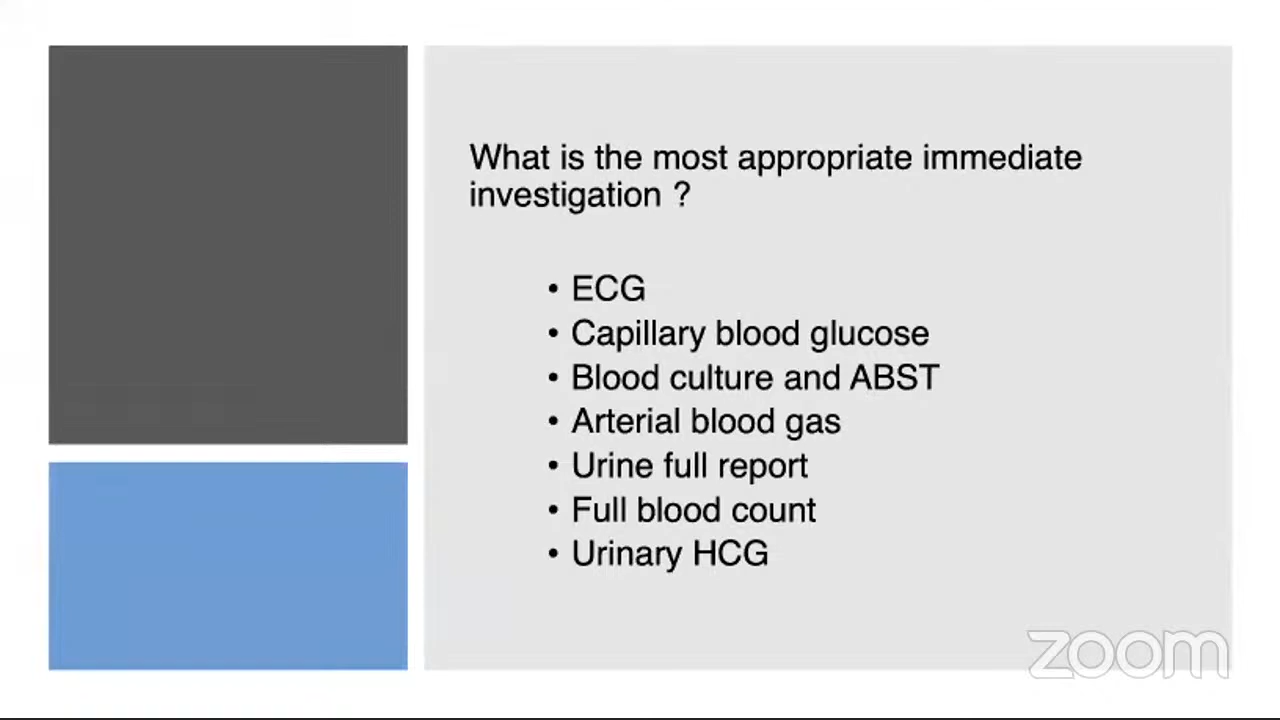 What is the most appropriate immediate
investigation ?
• ECG
• Capillary blood glucose
• Blood culture and ABST
• Arterial blood gas
• Urine full report
• Full blood count
• Urinary HCG
zoom